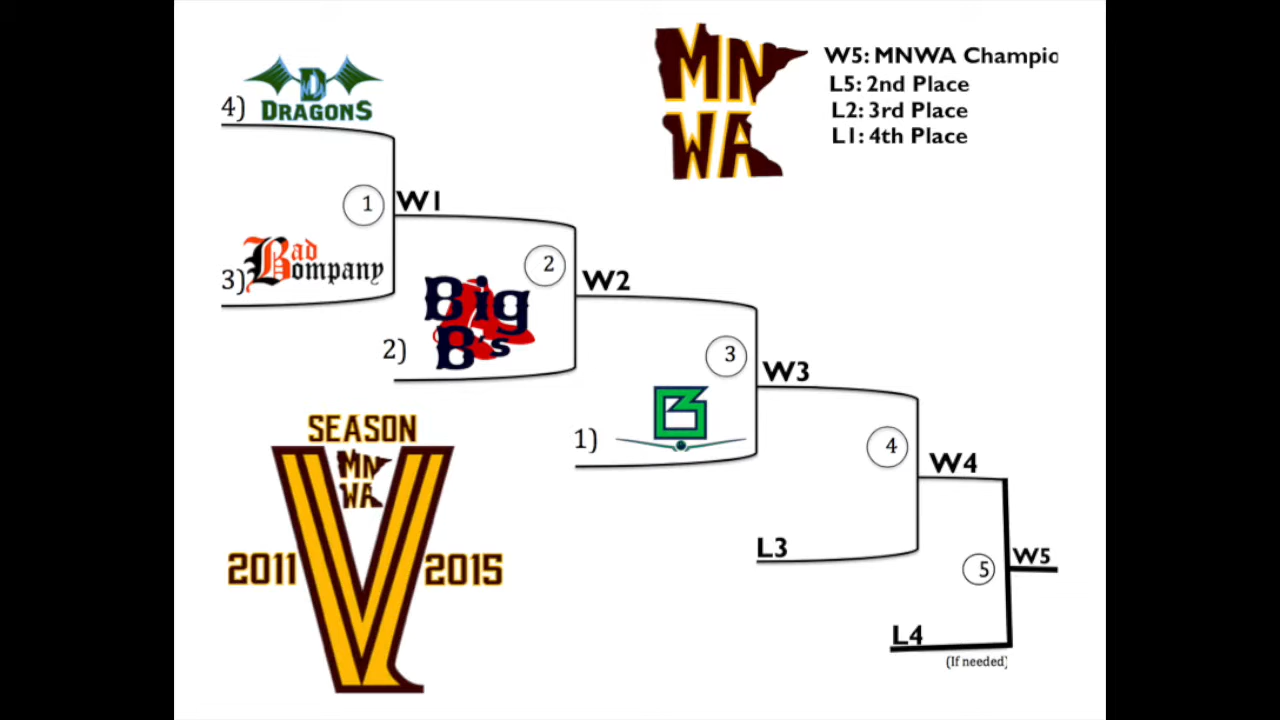 MN
WA
W5: MNWA Champio
L5: 2nd Place
L2: 3rd Place
L1: 4th Place
D
4) DRAGONS
1
W1
3) Bad
Company
2
W2
2) Big
B's
3
W3
1) B
4
W4
L3
5
W5
L4
(If needed)
SEASON
MN
WA
2011 V 2015